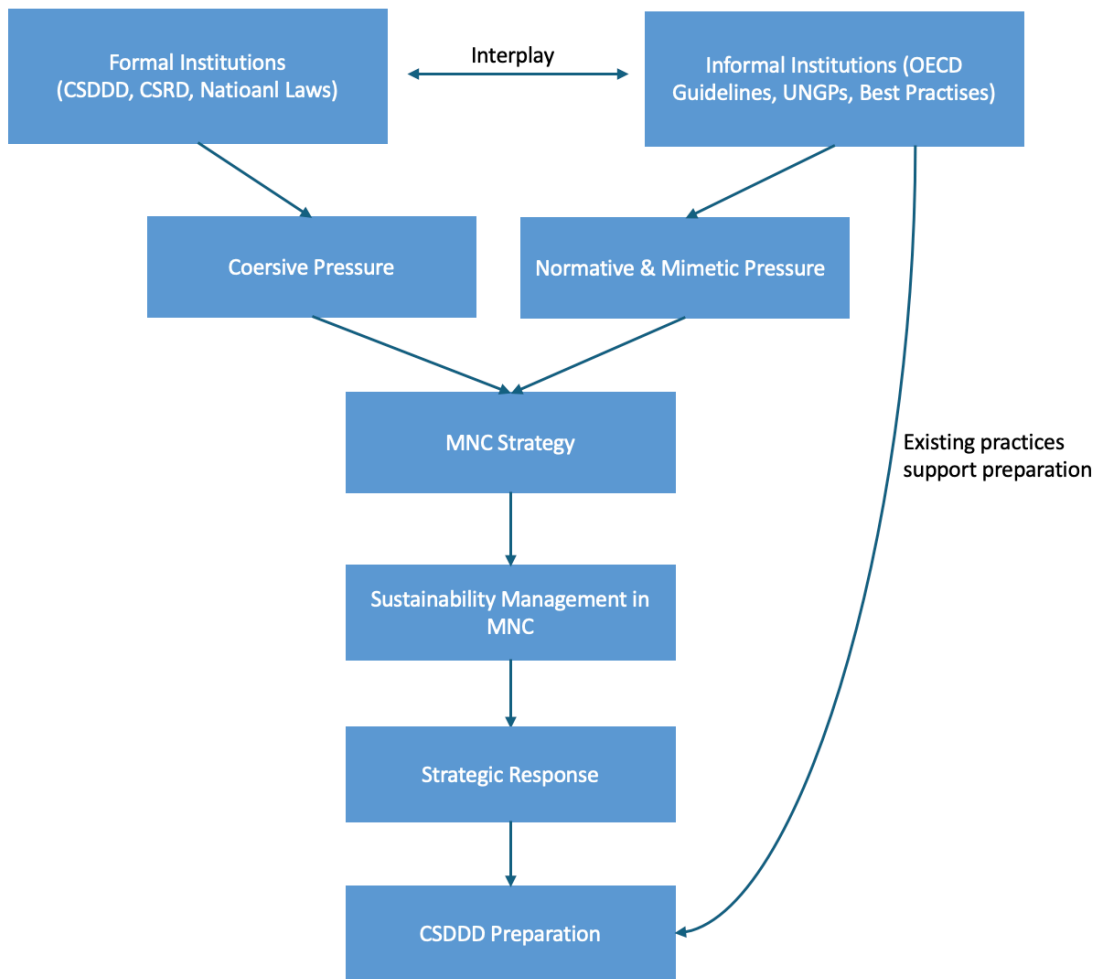 Formal Institutions
(CSDDD, CSRD, Natioanl Laws)
Interplay
Informal Institutions (OECD
Guidelines, UNGPs, Best Practises)
Coersive Pressure
Normative & Mimetic Pressure
MNC Strategy
Existing practices
support preparation
Sustainability Management in
MNC
Strategic Response
CSDDD Preparation